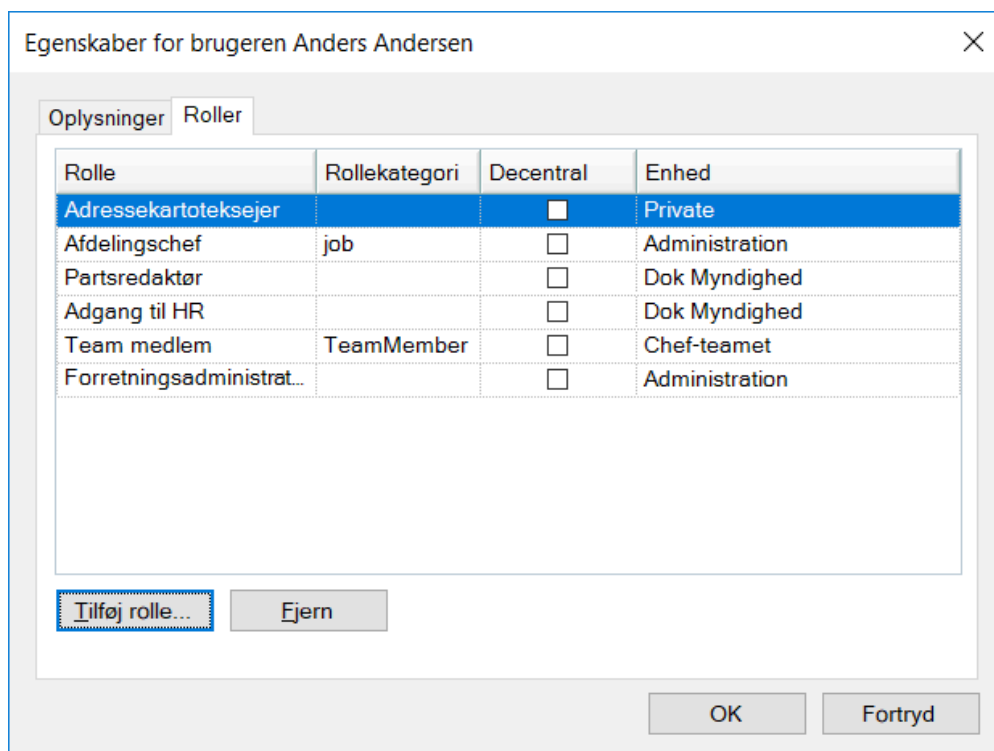 Egenskaber for brugeren Anders Andersen
Oplysninger Roller
Rolle Rollekategori Decentral Enhed
Adressekartoteksejer Private
Afdelingschef job Administration
Partsredaktør Dok Myndighed
Adgang til HR Dok Myndighed
Team medlem TeamMember Chef-teamet
Forretningsadministrat... Administration
Tilføj rolle... Fjern
OK Fortryd